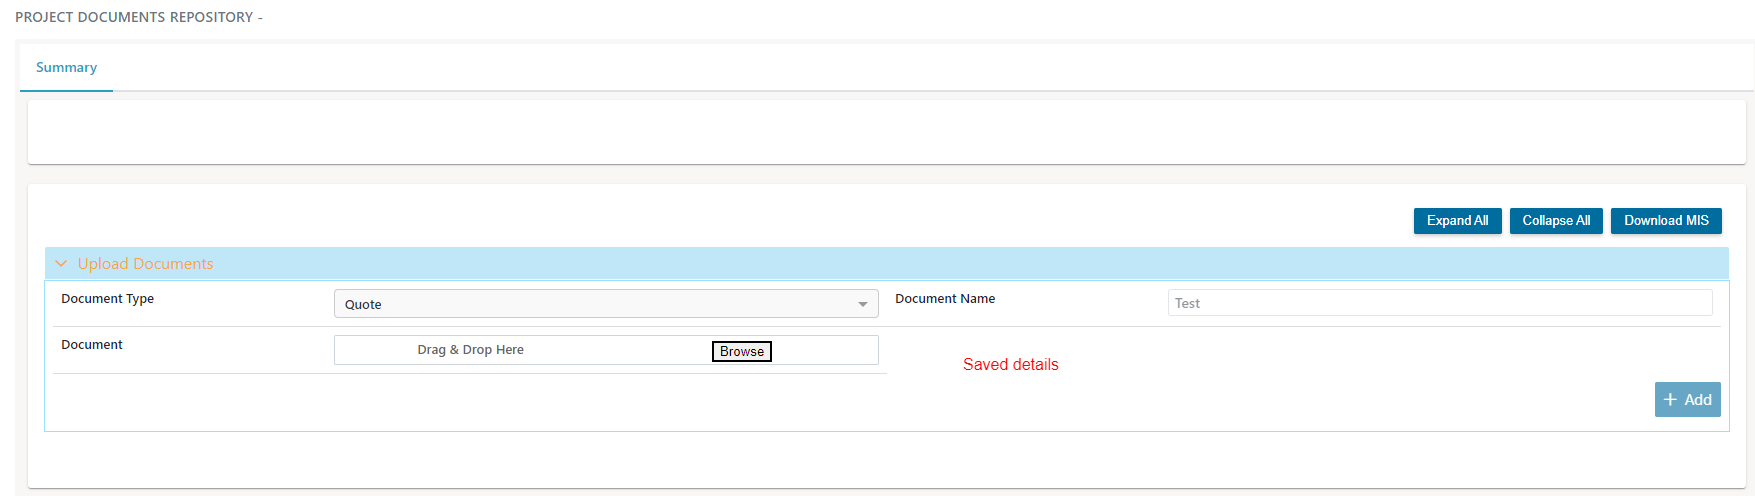 PROJECT DOCUMENTS REPOSITORY -
Summary
Expand All Collapse All Download MIS
Upload Documents
Document Type Quote Document Name Test
Document Drag & Drop Here Browse
Saved details
+ Add